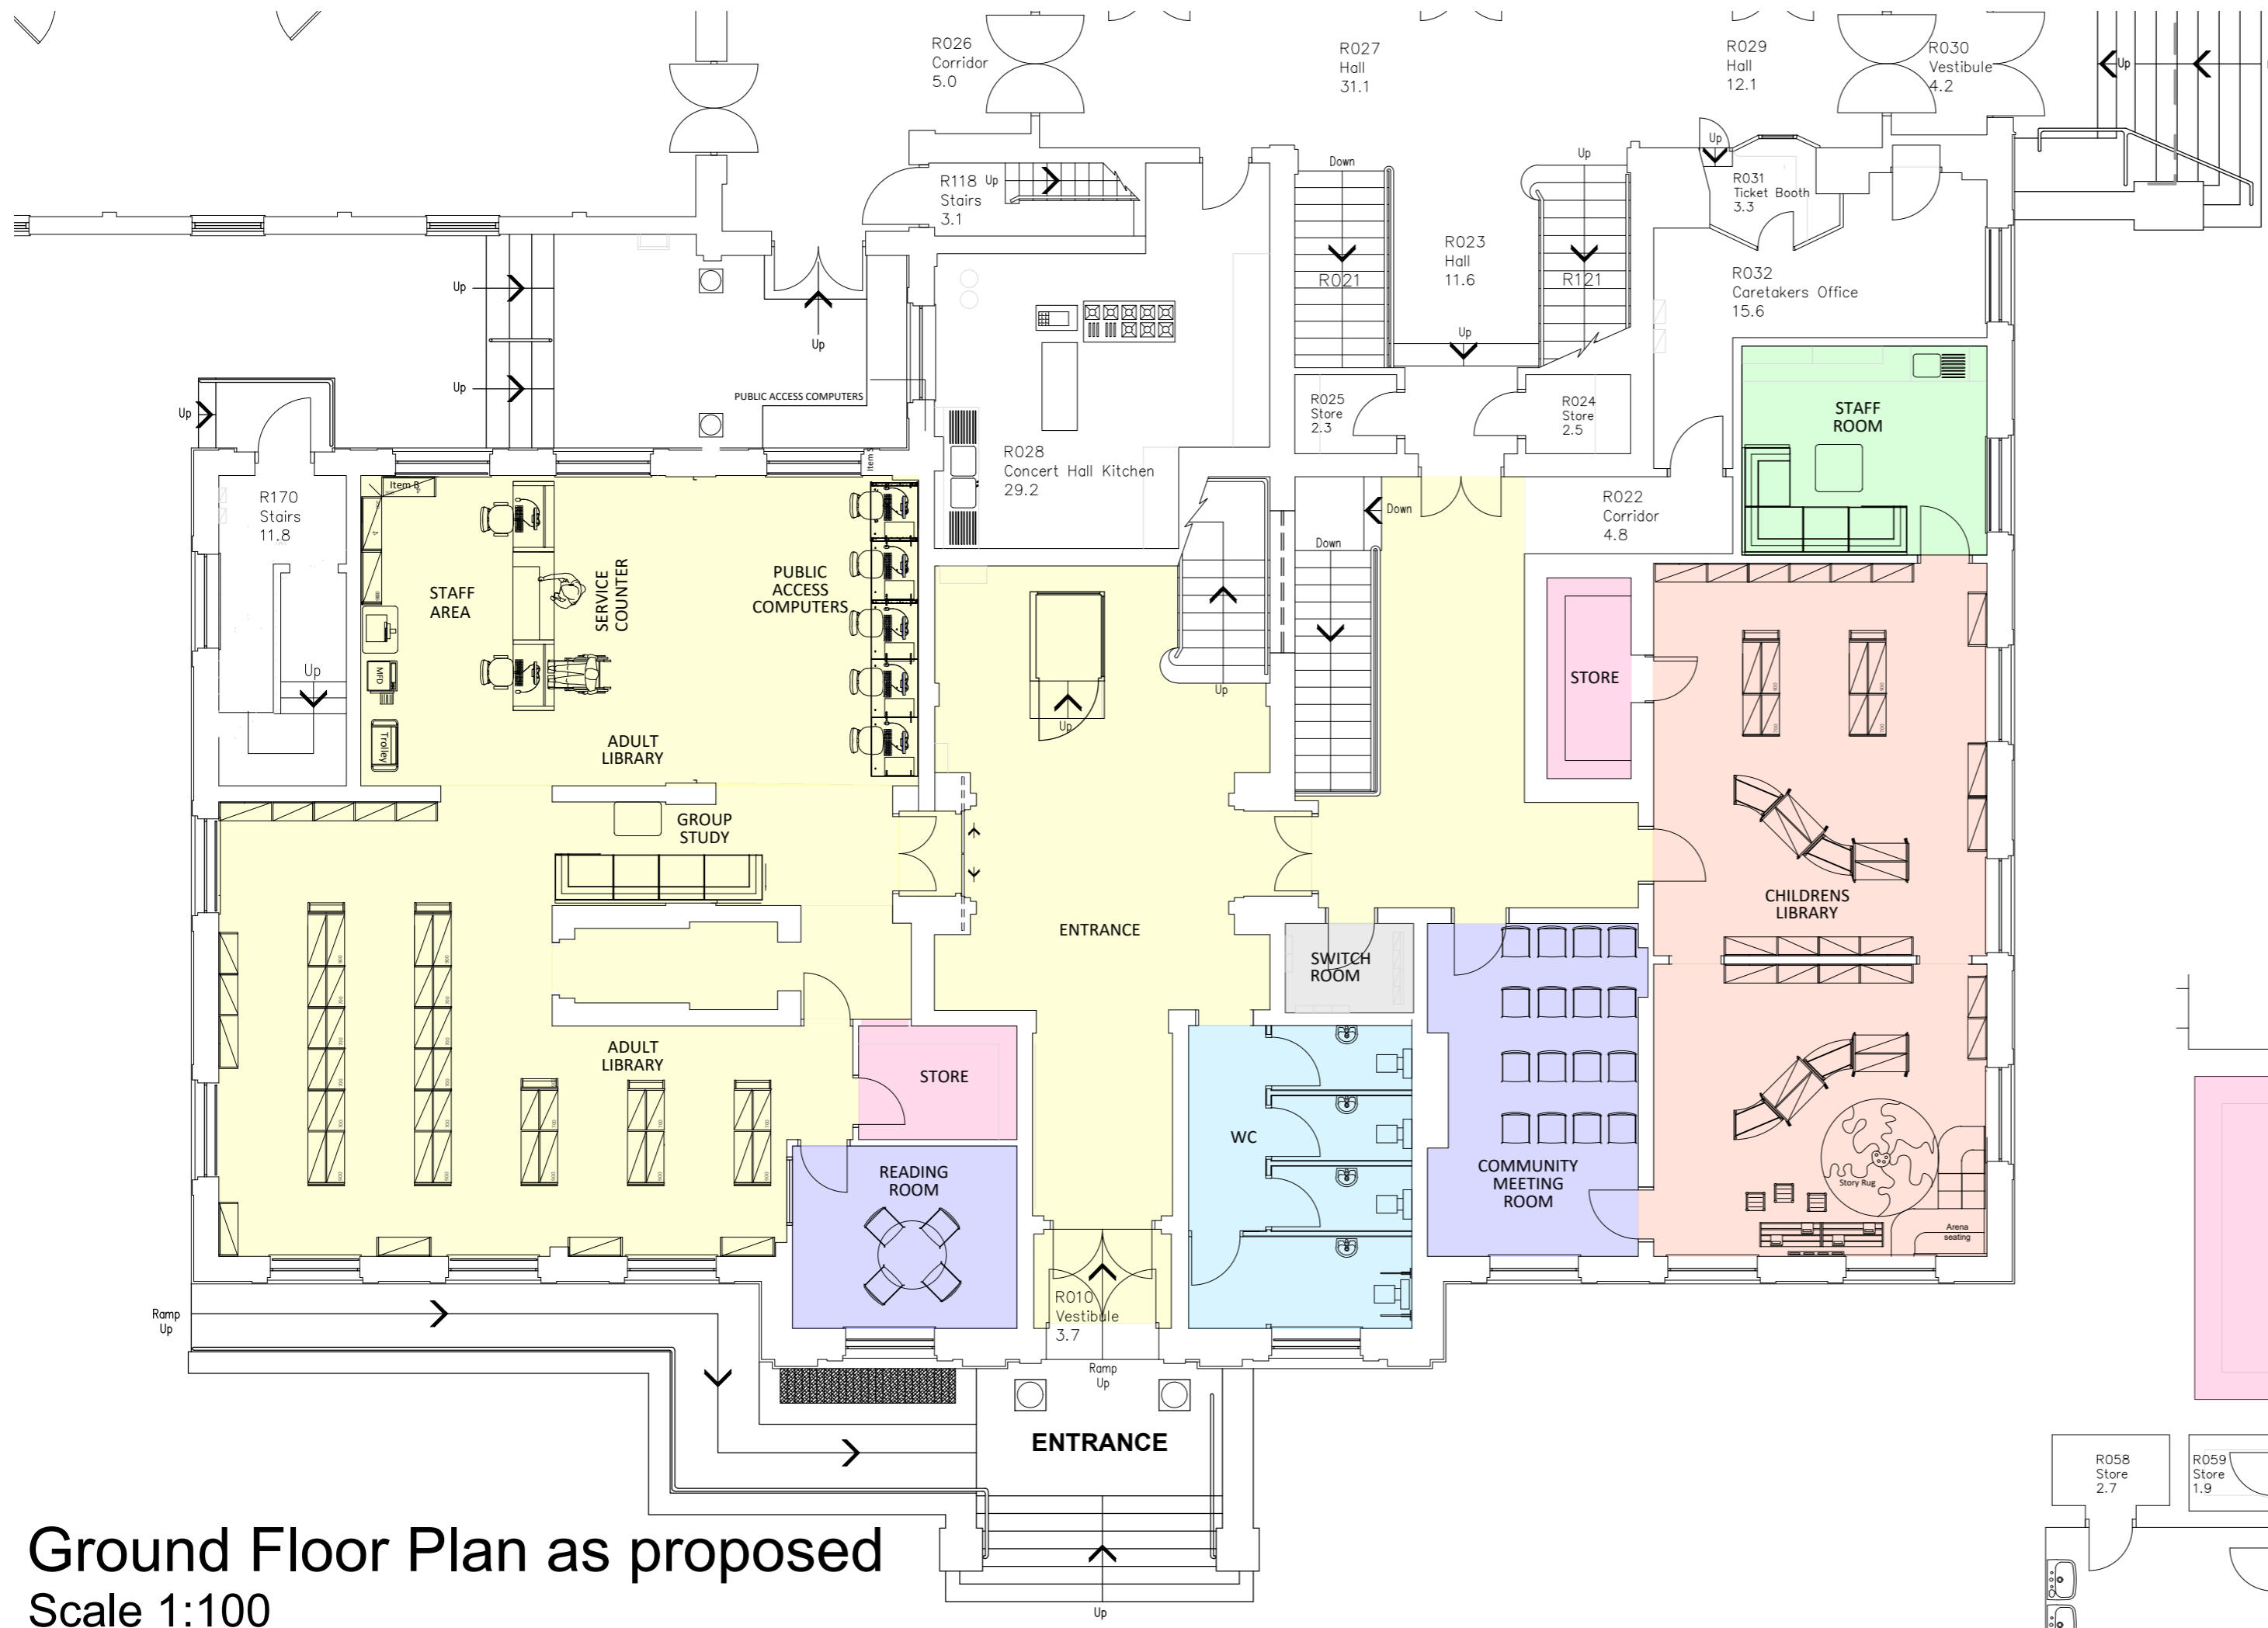 R026
Corridor
5.0
R027
Hall
31.1
R029
Hall
12.1
R030
Vestibule
4.2
Up
R118
Stairs
3.1
Up
Down
Up
Up
R031
Ticket Booth
3.3
R023
Hall
11.6
R021
R121
R032
Caretakers Office
15.6
Up
Up
Up
Up
Up
PUBLIC ACCESS COMPUTERS
R025
Store
2.3
R024
Store
2.5
STAFF
ROOM
R028
Concert Hall Kitchen
29.2
R170
Stairs
11.8
Item B
R022
Corridor
4.8
Down
Down
STAFF
AREA
SERVICE
COUNTER
PUBLIC
ACCESS
COMPUTERS
MFD
Trolley
Up
Up
Up
STORE
ADULT
LIBRARY
GROUP
STUDY
ENTRANCE
CHILDRENS
LIBRARY
SWITCH
ROOM
ADULT
LIBRARY
STORE
WC
READING
ROOM
COMMUNITY
MEETING
ROOM
Story Rug
Arena
seating
R010
Vestibule
3.7
Ramp
Up
Ramp
Up
ENTRANCE
Up
R058
Store
2.7
R059
Store
1.9
Ground Floor Plan as proposed
Scale 1:100